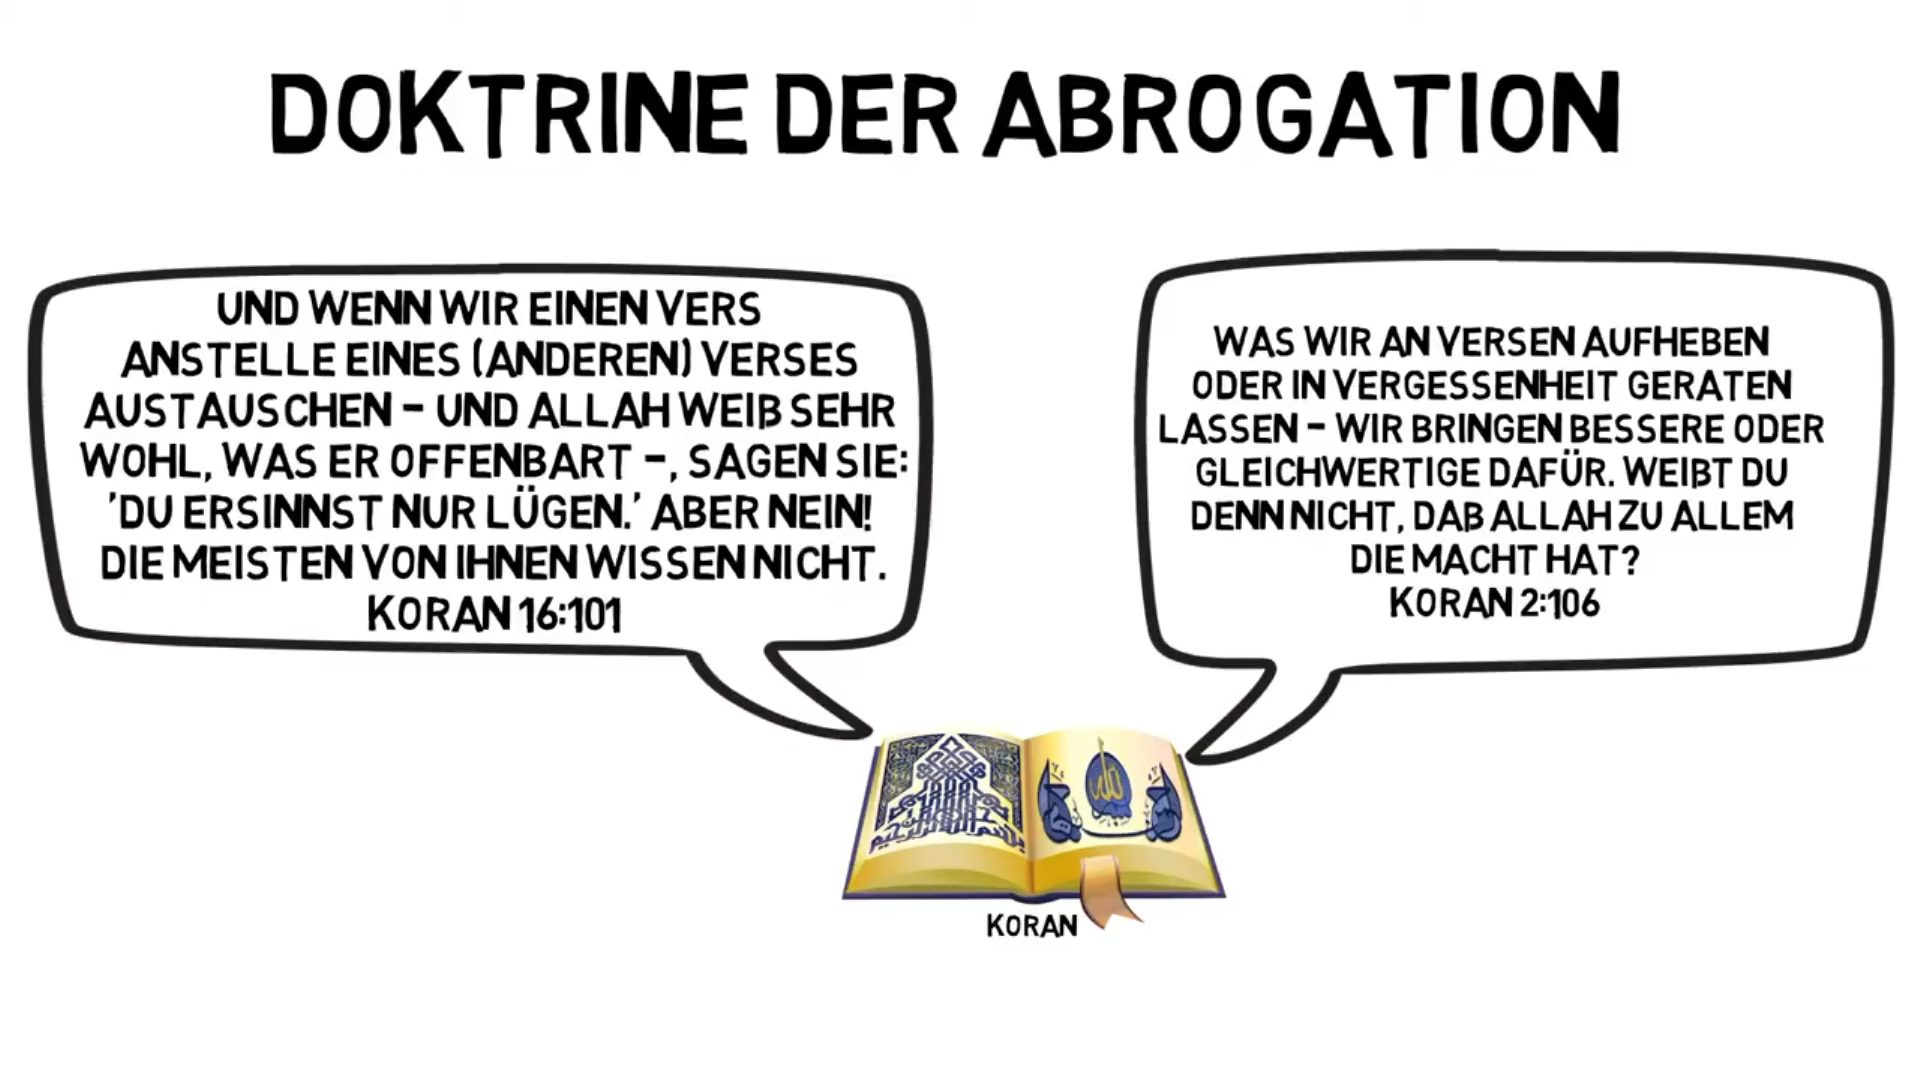 DOKTRINE DER ABROGATION
UND WENN WIR EINEN VERS
ANSTELLE EINES (ANDEREN) VERSES
AUSTAUSCHEN – UND ALLAH WEIß SEHR
WOHL, WAS ER OFFENBART –, SAGEN SIE:
'DU ERSINNST NUR LÜGEN.' ABER NEIN!
DIE MEISTEN VON IHNEN WISSEN NICHT.
KORAN 16:101
WAS WIR AN VERSEN AUFHEBEN
ODER IN VERGESSENHEIT GERATEN
LASSEN – WIR BRINGEN BESSERE ODER
GLEICHWERTIGE DAFÜR. WEIßT DU
DENN NICHT, DAß ALLAH ZU ALLEM
DIE MACHT HAT?
KORAN 2:106
KORAN